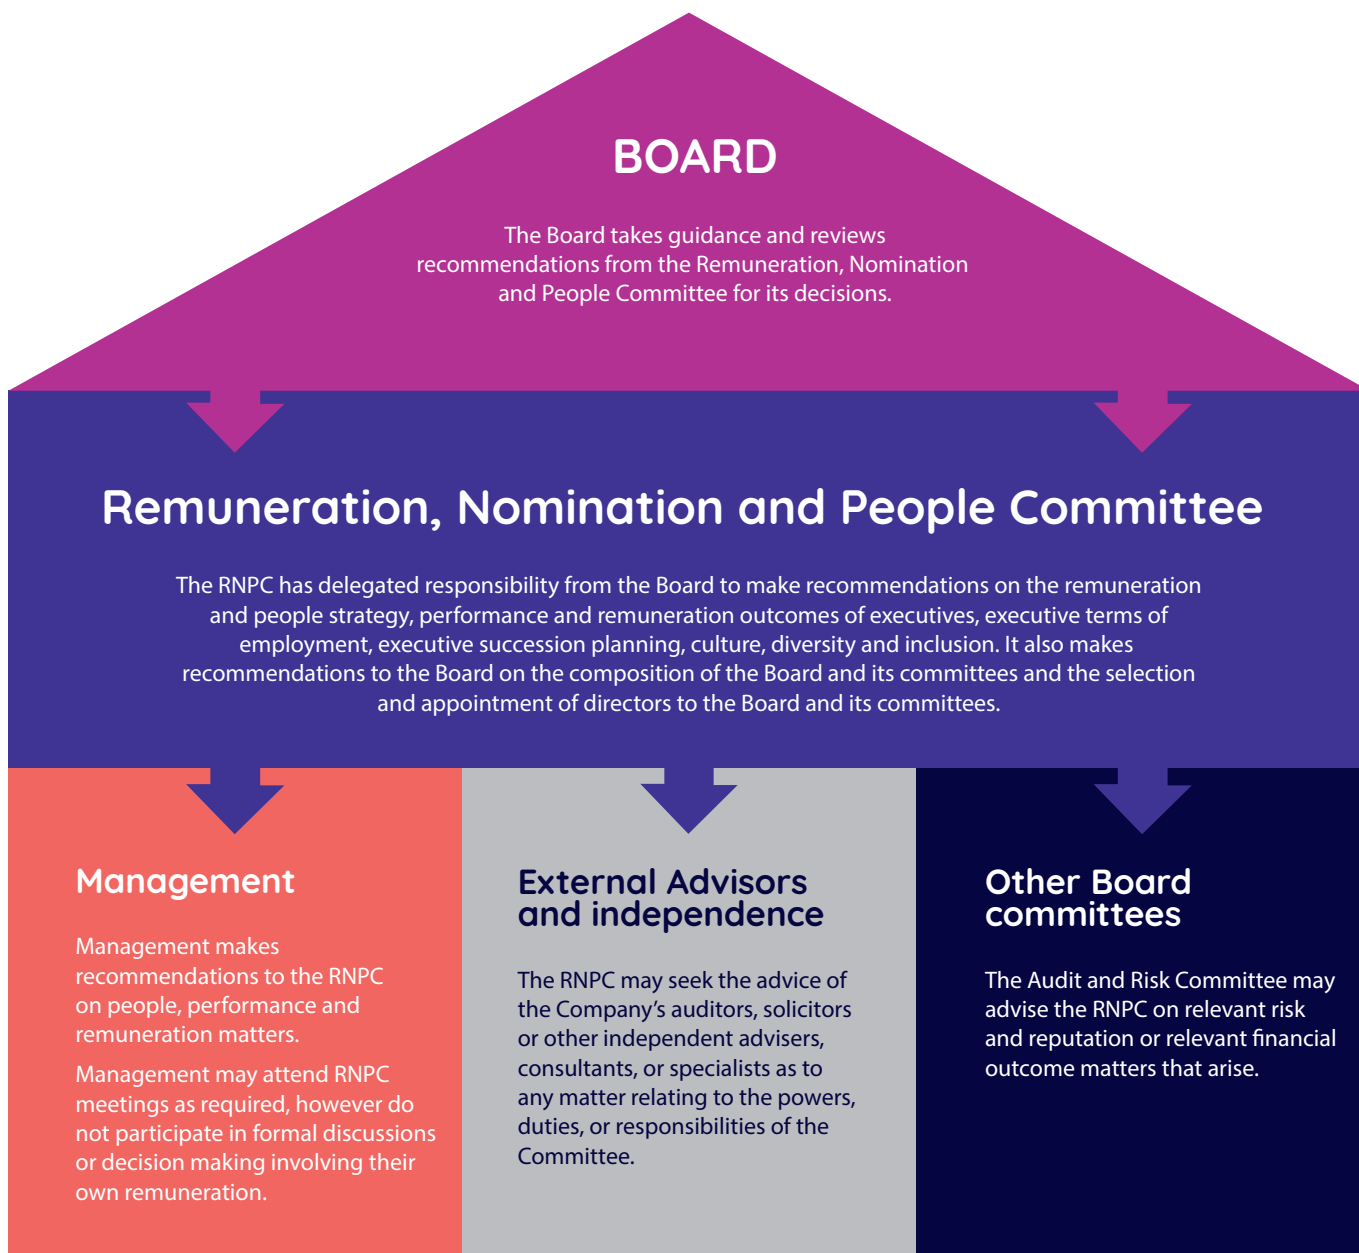 BOARD
The Board takes guidance and reviews
recommendations from the Remuneration, Nomination
and People Committee for its decisions.
Remuneration, Nomination and People Committee
The RNPC has delegated responsibility from the Board to make recommendations on the remuneration
and people strategy, performance and remuneration outcomes of executives, executive terms of
employment, executive succession planning, culture, diversity and inclusion. It also makes
recommendations to the Board on the composition of the Board and its committees and the selection
and appointment of directors to the Board and its committees.
Management
Management makes
recommendations to the RNPC
on people, performance and
remuneration matters.
Management may attend RNPC
meetings as required, however do
not participate in formal discussions
or decision making involving their
own remuneration.
External Advisors
and independence
The RNPC may seek the advice of
the Company’s auditors, solicitors
or other independent advisers,
consultants, or specialists as to
any matter relating to the powers,
duties, or responsibilities of the
Committee.
Other Board
committees
The Audit and Risk Committee may
advise the RNPC on relevant risk
and reputation or relevant financial
outcome matters that arise.